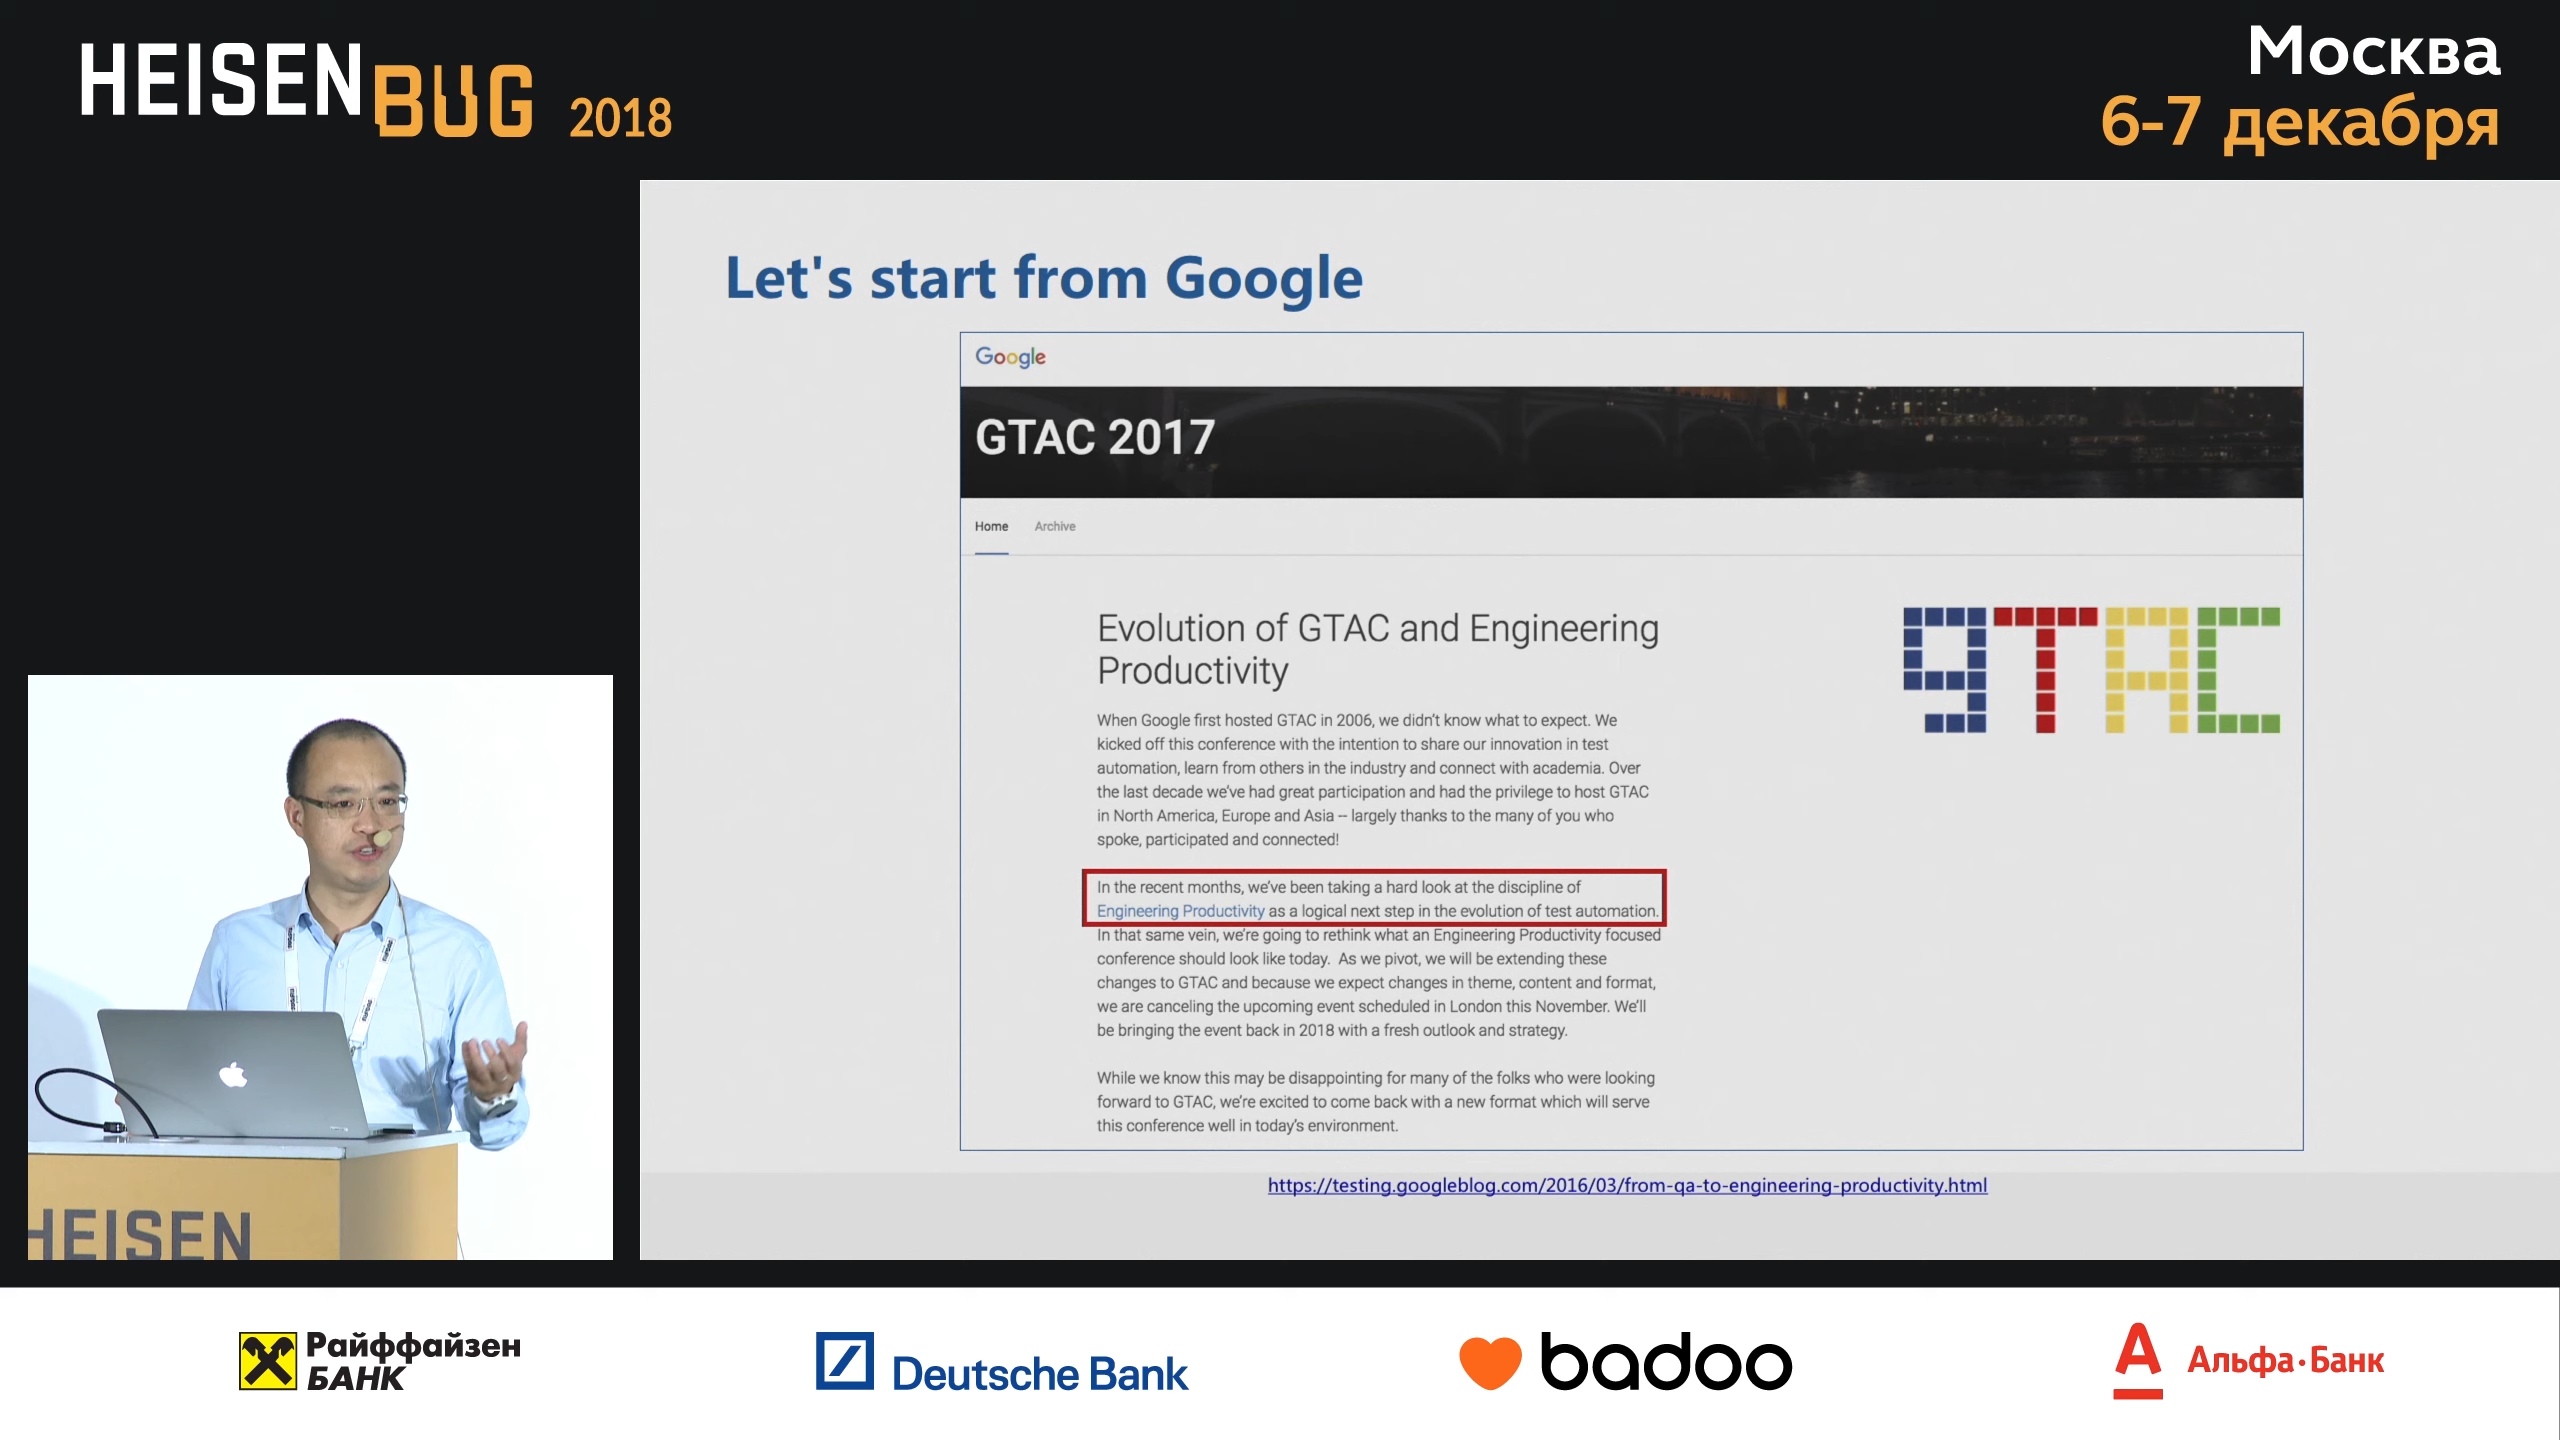 HEISENBUG 2018
Москва
6-7 декабря
Let's start from Google
Google
GTAC 2017
Home Archive
Evolution of GTAC and Engineering
Productivity
gTAC
When Google first hosted GTAC in 2006, we didn't know what to expect. We
kicked off this conference with the intention to share our innovation in test
automation, learn from others in the industry and connect with academia. Over
the last decade we've had great participation and had the privilege to host GTAC
in North America, Europe and Asia -- largely thanks to the many of you who
spoke, participated and connected!
In the recent months, we've been taking a hard look at the discipline of
Engineering Productivity as a logical next step in the evolution of test automation.
In that same vein, we're going to rethink what an Engineering Productivity focused
conference should look like today. As we pivot, we will be extending these
changes to GTAC and because we expect changes in theme, content and format,
we are canceling the upcoming event scheduled in London this November. We'll
be bringing the event back in 2018 with a fresh outlook and strategy.
While we know this may be disappointing for many of the folks who were looking
forward to GTAC, we're excited to come back with a new format which will serve
this conference well in today's environment.
https://testing.googleblog.com/2016/03/from-qa-to-engineering-productivity.html
HEISEN
Райффайзен
БАНК
Deutsche Bank
badoo
Альфа·Банк